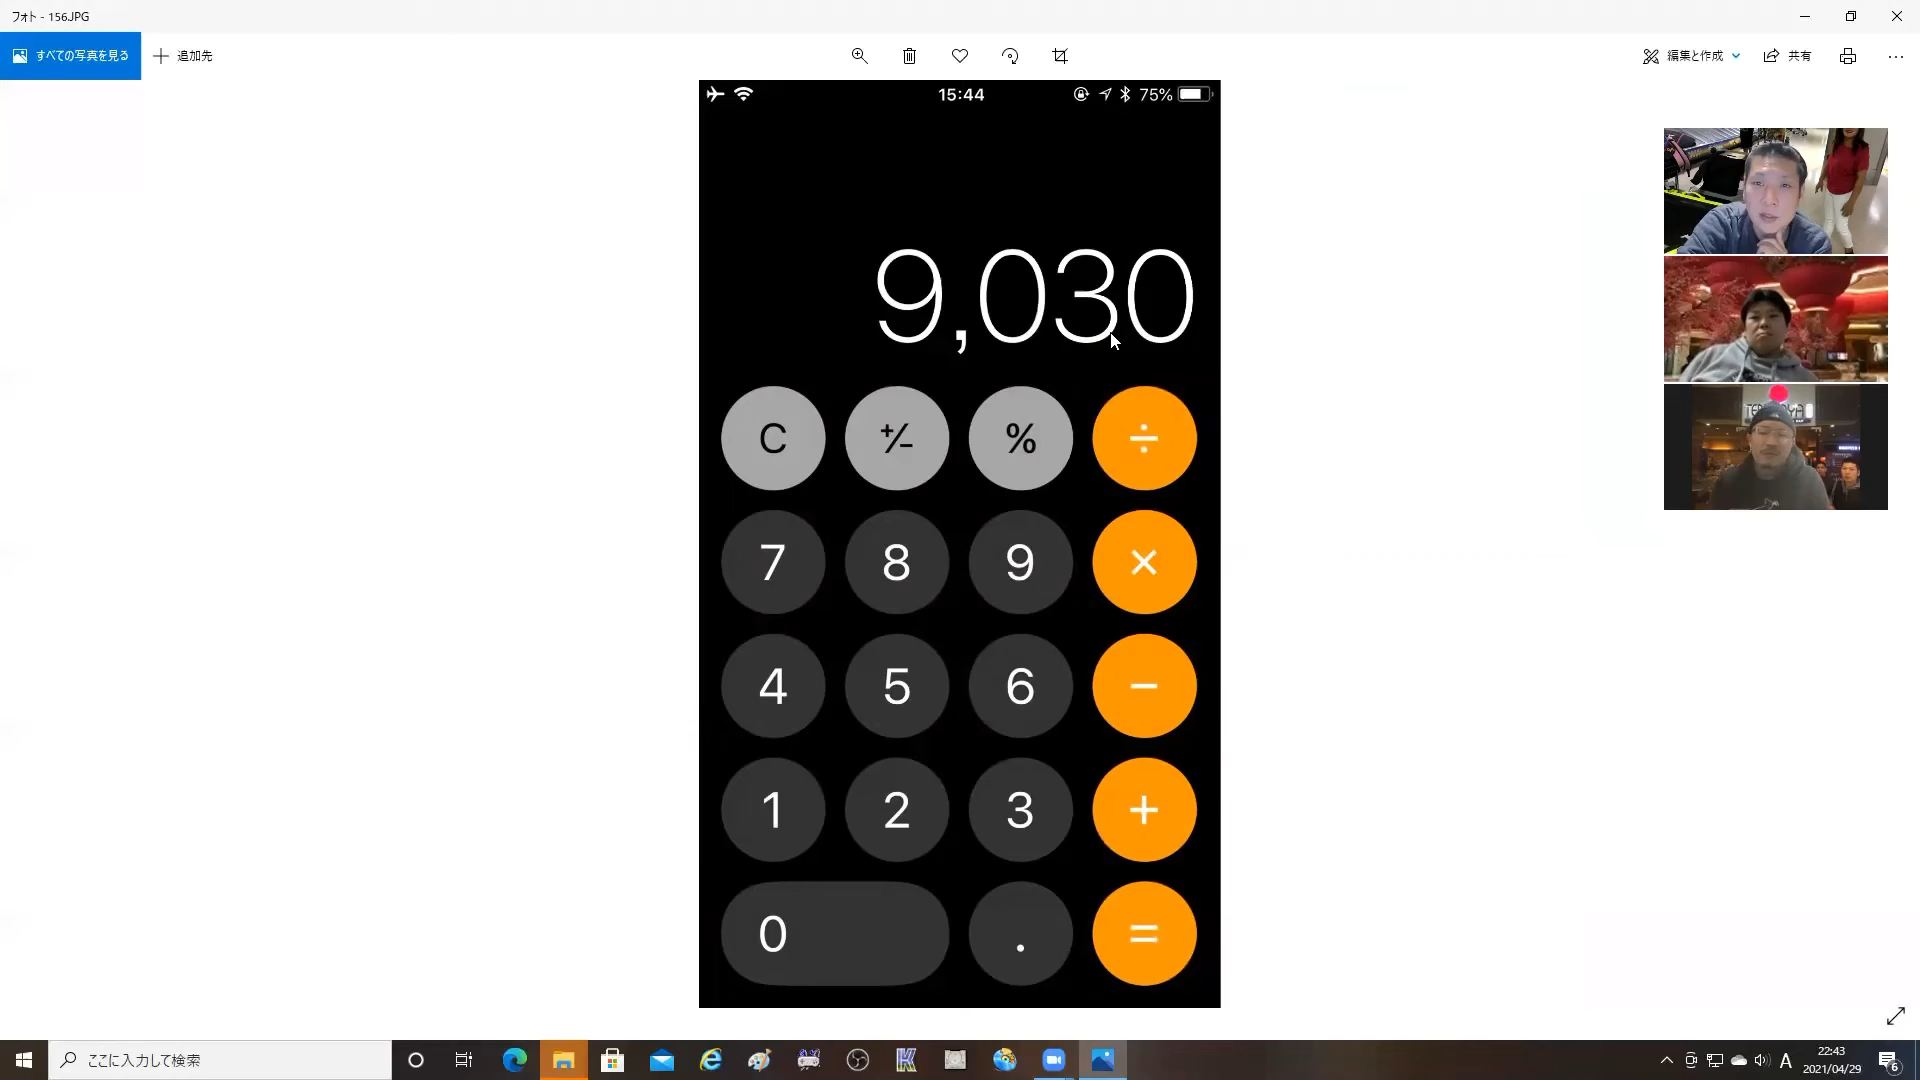 フォト - 156.JPG
すべての写真を見る
追加先
編集と作成
共有
15:44
75%
9,030
C +/- % ÷
7 8 9 ×
4 5 6 −
1 2 3 +
0 . =
ここに入力して検索
A
22:43
2021/04/29
6